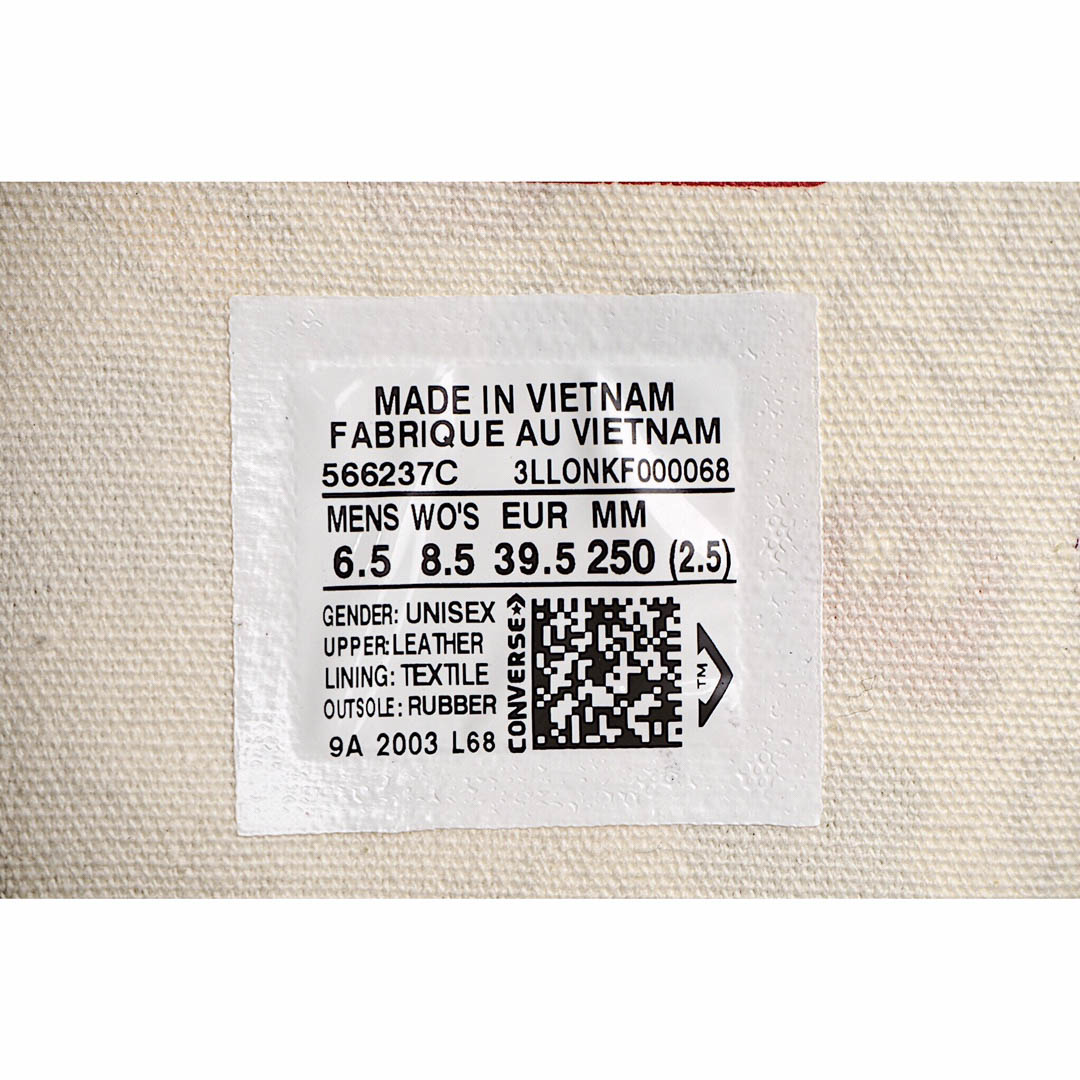 MADE IN VIETNAM
FABRIQUE AU VIETNAM
566237C 3LLONKF000068
MENS WO'S EUR MM
6.5 8.5 39.5 250 (2.5)
GENDER: UNISEX
UPPER: LEATHER
LINING: TEXTILE
OUTSOLE: RUBBER
9A 2003 L68
CONVERSE
TM